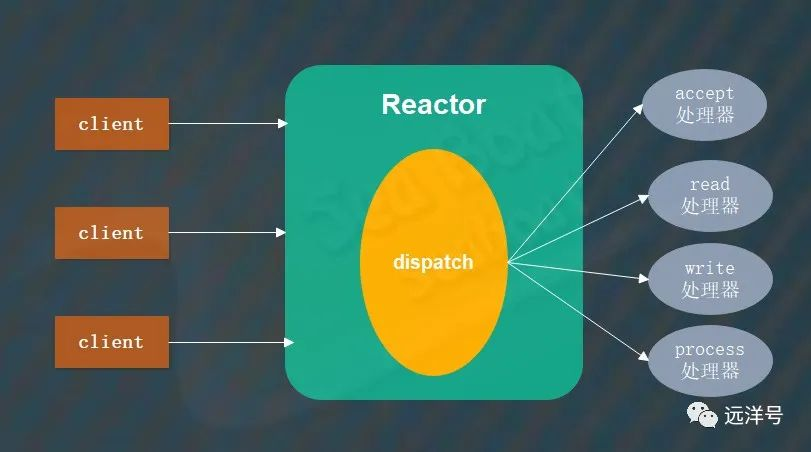 Reactor
client
client
client
dispatch
accept
处理器
read
处理器
write
处理器
process
处理器
远洋号